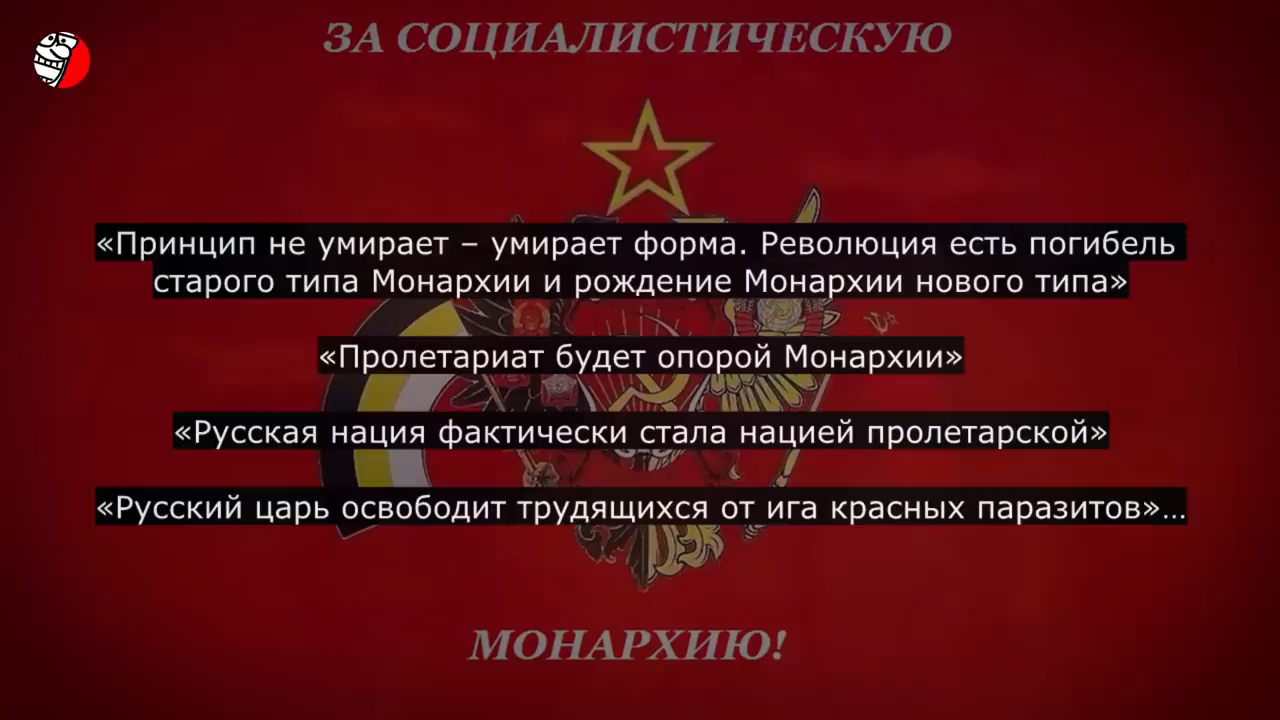 ЗА СОЦИАЛИСТИЧЕСКУЮ
«Принцип не умирает – умирает форма. Революция есть погибель
старого типа Монархии и рождение Монархии нового типа»
«Пролетариат будет опорой Монархии»
«Русская нация фактически стала нацией пролетарской»
«Русский царь освободит трудящихся от ига красных паразитов»...
МОНАРХИЮ!